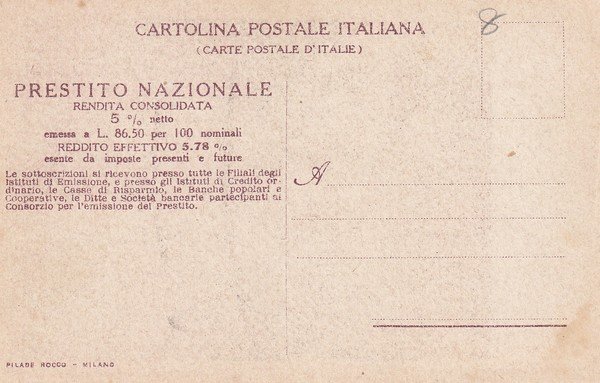 CARTOLINA POSTALE ITALIANA
(CARTE POSTALE D'ITALIE)
8
PRESTITO NAZIONALE
RENDITA CONSOLIDATA
5 % netto
emessa a L. 86.50 per 100 nominali
REDDITO EFFETTIVO 5.78 %
esente da imposte presenti e future
Le sottoscrizioni si ricevono presso tutte le Filiali degli
Istituti di Emissione, e presso gli Istituti di Credito or-
dinario, le Casse di Risparmio, le Banche popolari e
Cooperative, le Ditte e Società bancarie partecipanti al
Consorzio per l'emissione del Prestito.
A
PILADE ROCCO - MILANO